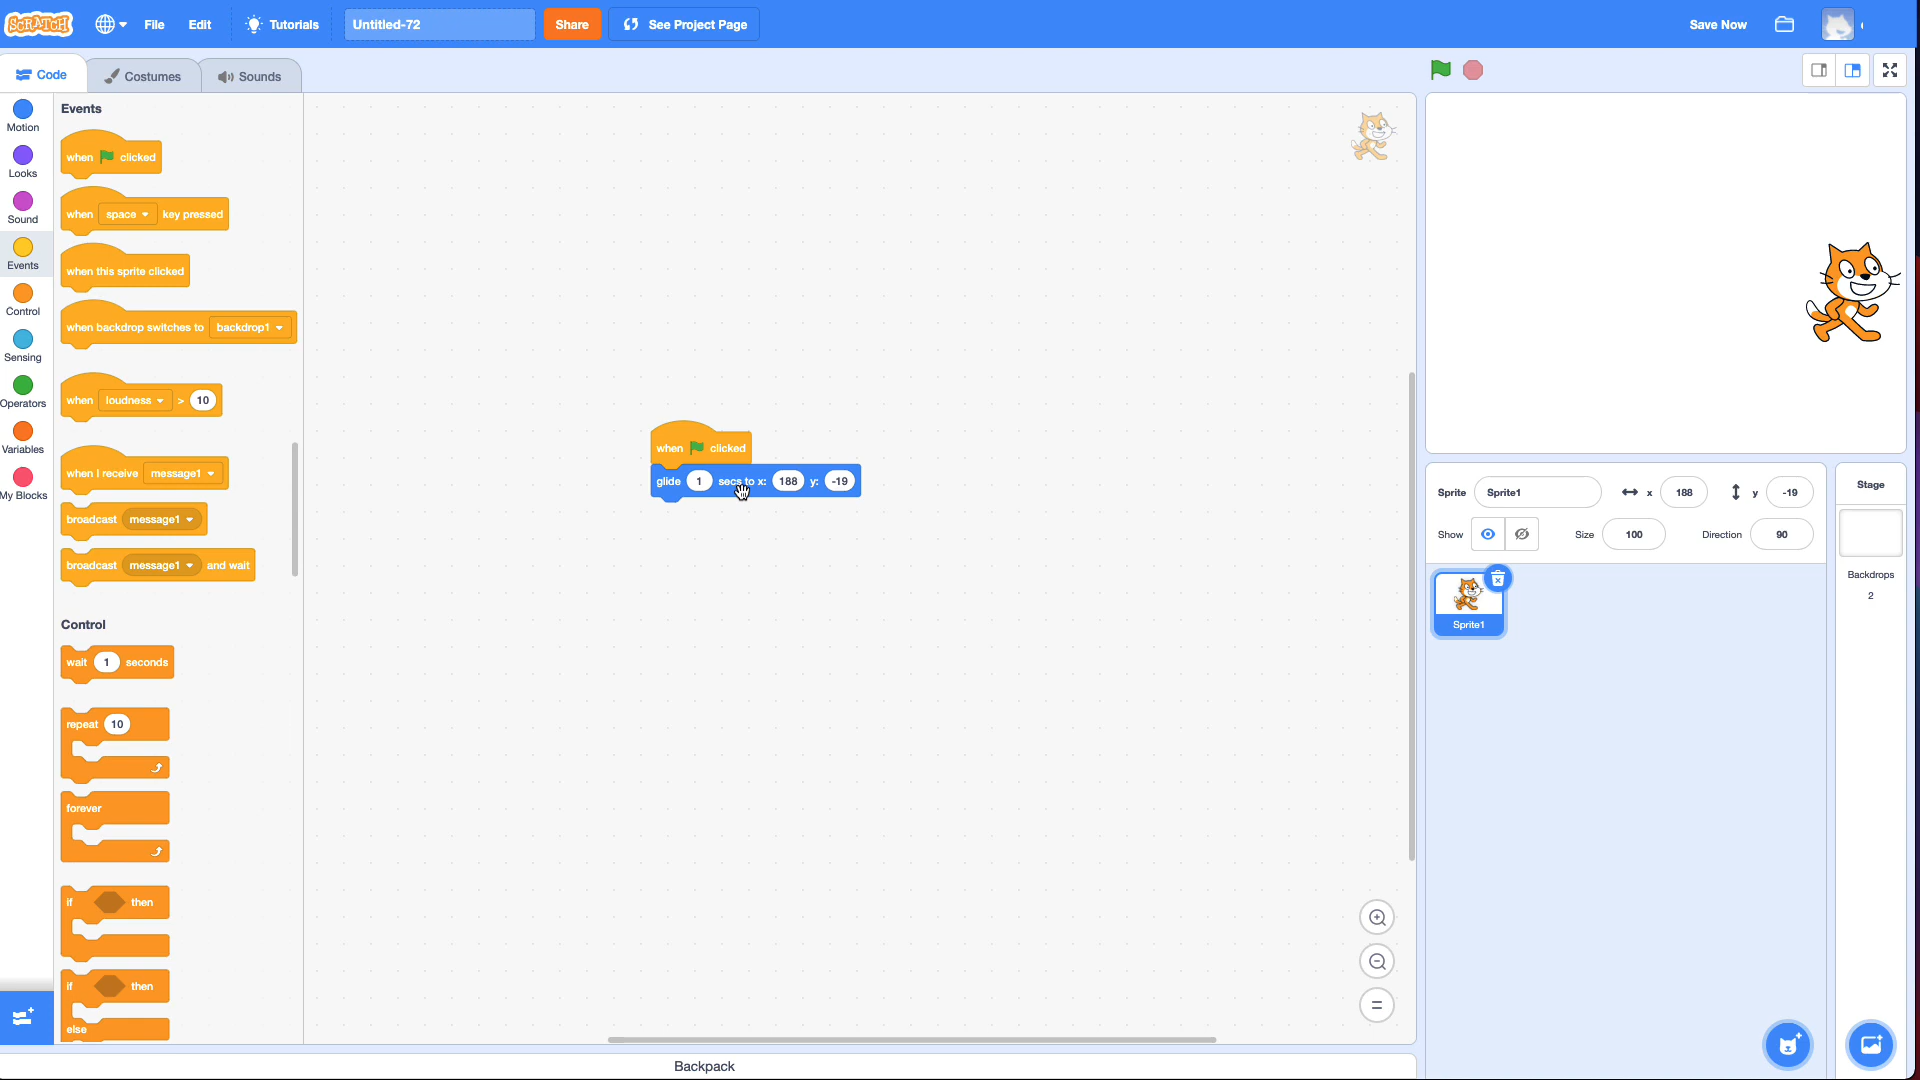 SCRATCH
File
Edit
Tutorials
Untitled-72
Share
See Project Page
Save Now
Code
Costumes
Sounds
Motion
Looks
Sound
Events
Control
Sensing
Operators
Variables
My Blocks
Events
when clicked
when space key pressed
when this sprite clicked
when backdrop switches to backdrop1
when loudness > 10
when I receive message1
broadcast message1
broadcast message1 and wait
Control
wait 1 seconds
repeat 10
forever
if then
if then
else
when clicked
glide 1 secs to x: 188 y: -19
Sprite Sprite1 x 188 y -19
Show Size 100 Direction 90
Sprite1
Stage
Backdrops
2
Backpack